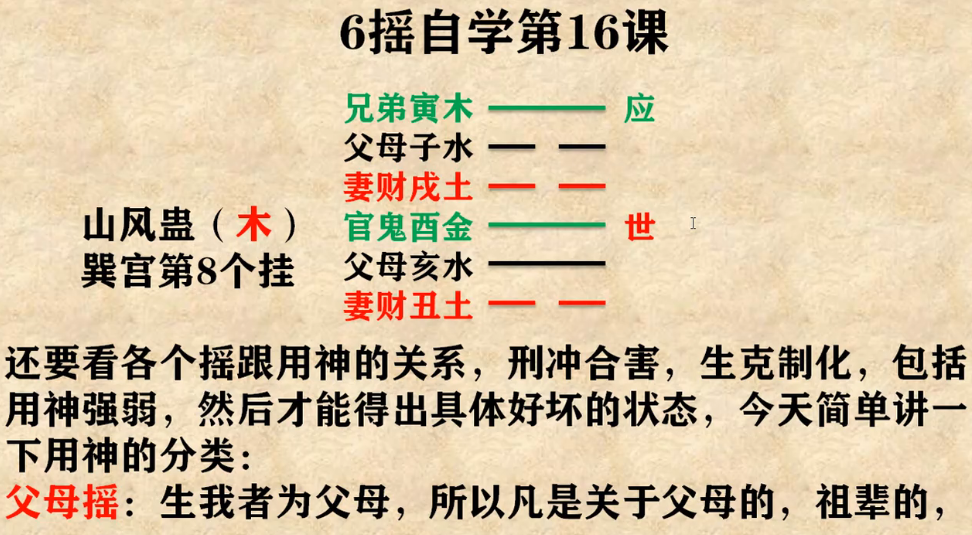 6摇自学第16课
兄弟寅木 应
父母子水
妻财戌土
山风蛊（木） 官鬼酉金 世
巽宫第8个挂 父母亥水
妻财丑土
还要看各个摇跟用神的关系，刑冲合害，生克制化，包括
用神强弱，然后才能得出具体好坏的状态，今天简单讲一
下用神的分类：
父母摇：生我者为父母，所以凡是关于父母的，祖辈的，